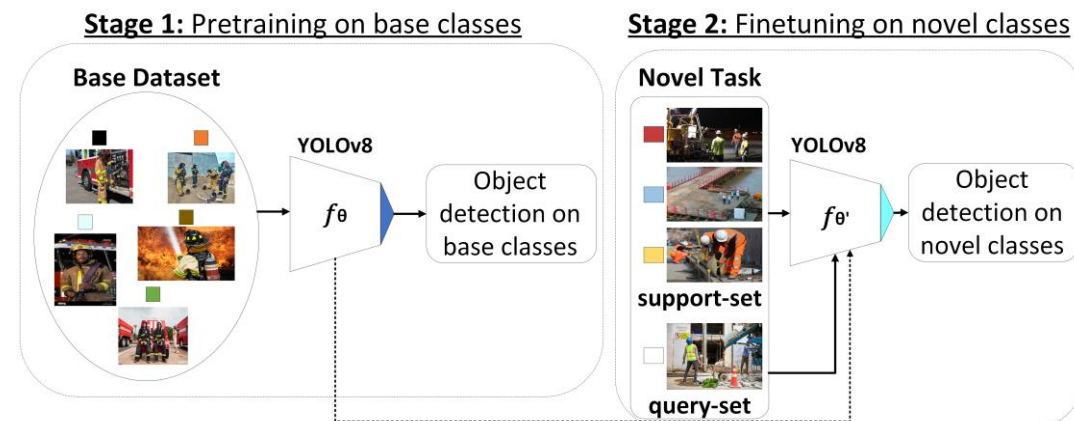 Stage 1: Pretraining on base classes
Base Dataset
YOLOv8
fθ
Object
detection on
base classes
Stage 2: Finetuning on novel classes
Novel Task
support-set
query-set
YOLOv8
fθ'
Object
detection on
novel classes